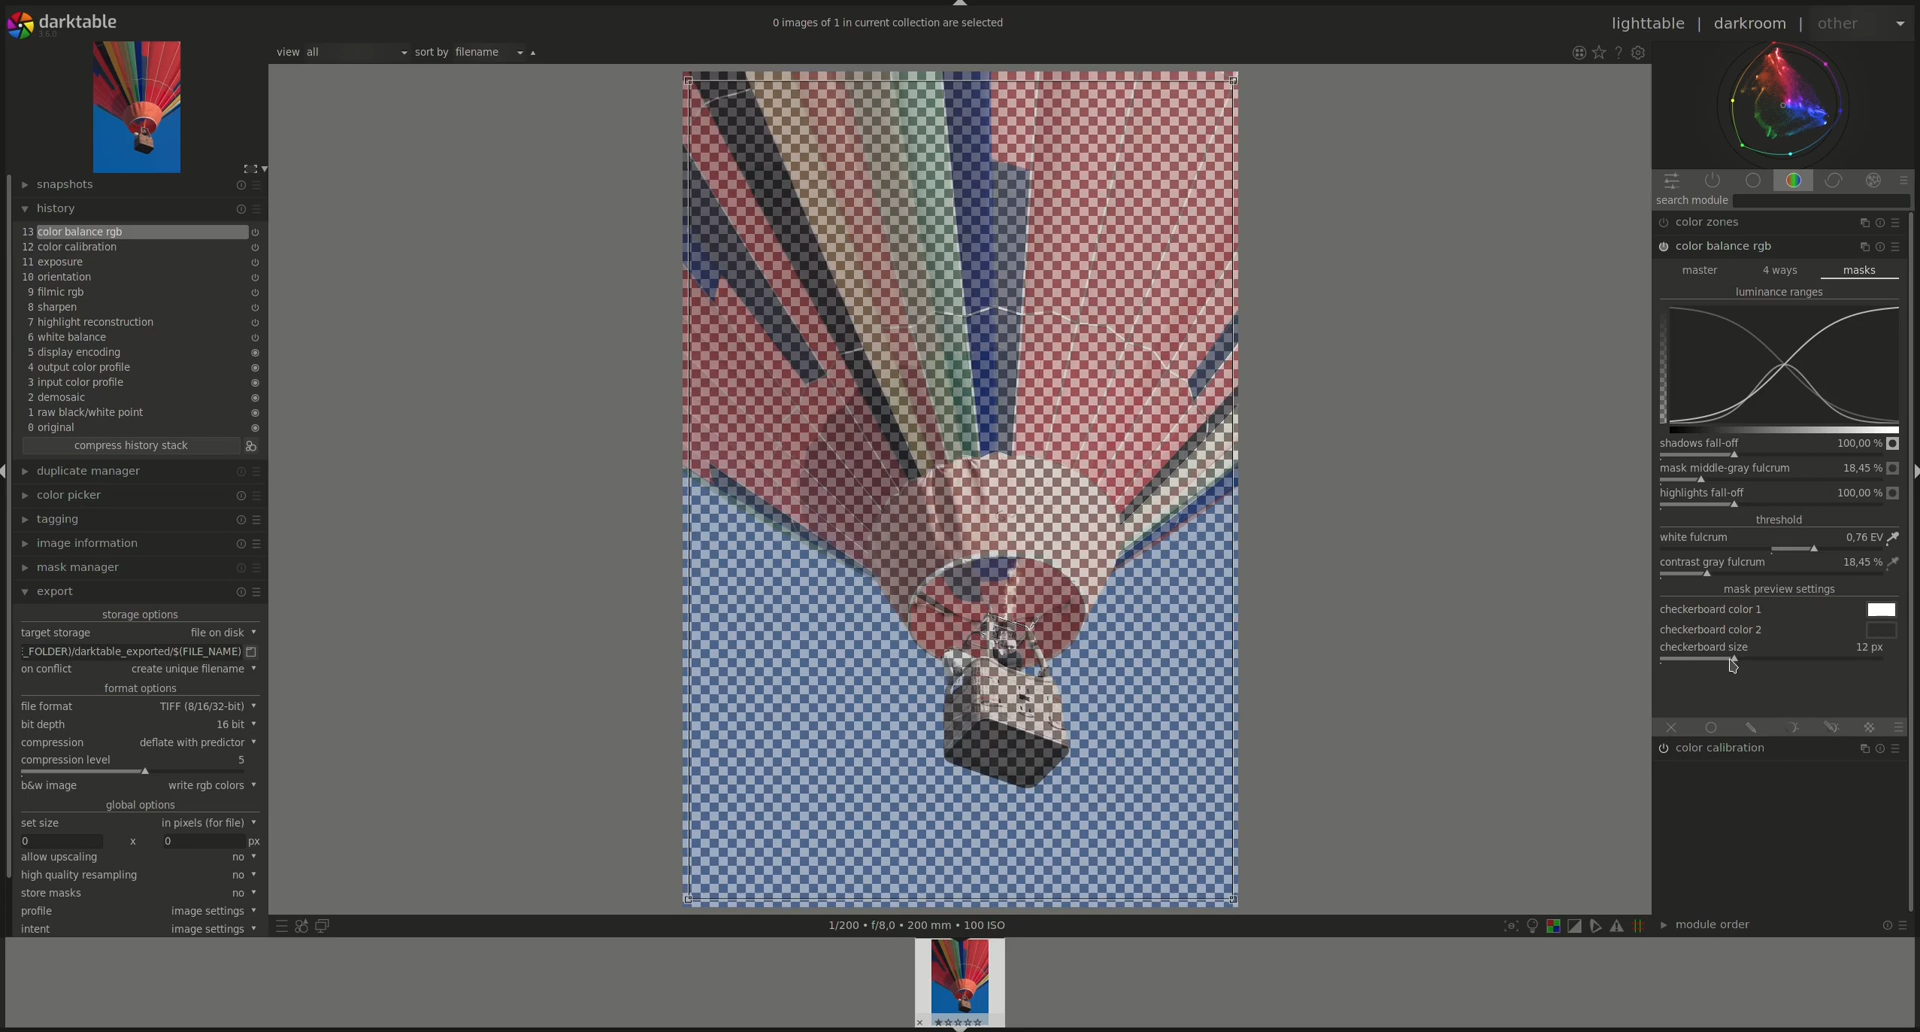 darktable
3.6.0
0 images of 1 in current collection are selected
lighttable | darkroom | other
view all sort by filename
snapshots
history
13 color balance rgb
12 color calibration
11 exposure
10 orientation
9 filmic rgb
8 sharpen
7 highlight reconstruction
6 white balance
5 display encoding
4 output color profile
3 input color profile
2 demosaic
1 raw black/white point
0 original
compress history stack
duplicate manager
color picker
tagging
image information
mask manager
export
storage options
target storage file on disk
_FOLDER)/darktable_exported/$(FILE_NAME)
on conflict create unique filename
format options
file format TIFF (8/16/32-bit)
bit depth 16 bit
compression deflate with predictor
compression level 5
b&w image write rgb colors
global options
set size in pixels (for file)
0 x 0 px
allow upscaling no
high quality resampling no
store masks no
profile image settings
intent image settings
1/200 • f/8,0 • 200 mm • 100 ISO
search module
color zones
color balance rgb
master 4 ways masks
luminance ranges
shadows fall-off 100,00 %
mask middle-gray fulcrum 18,45 %
highlights fall-off 100,00 %
threshold
white fulcrum 0,76 EV
contrast gray fulcrum 18,45 %
mask preview settings
checkerboard color 1
checkerboard color 2
checkerboard size 12 px
color calibration
module order